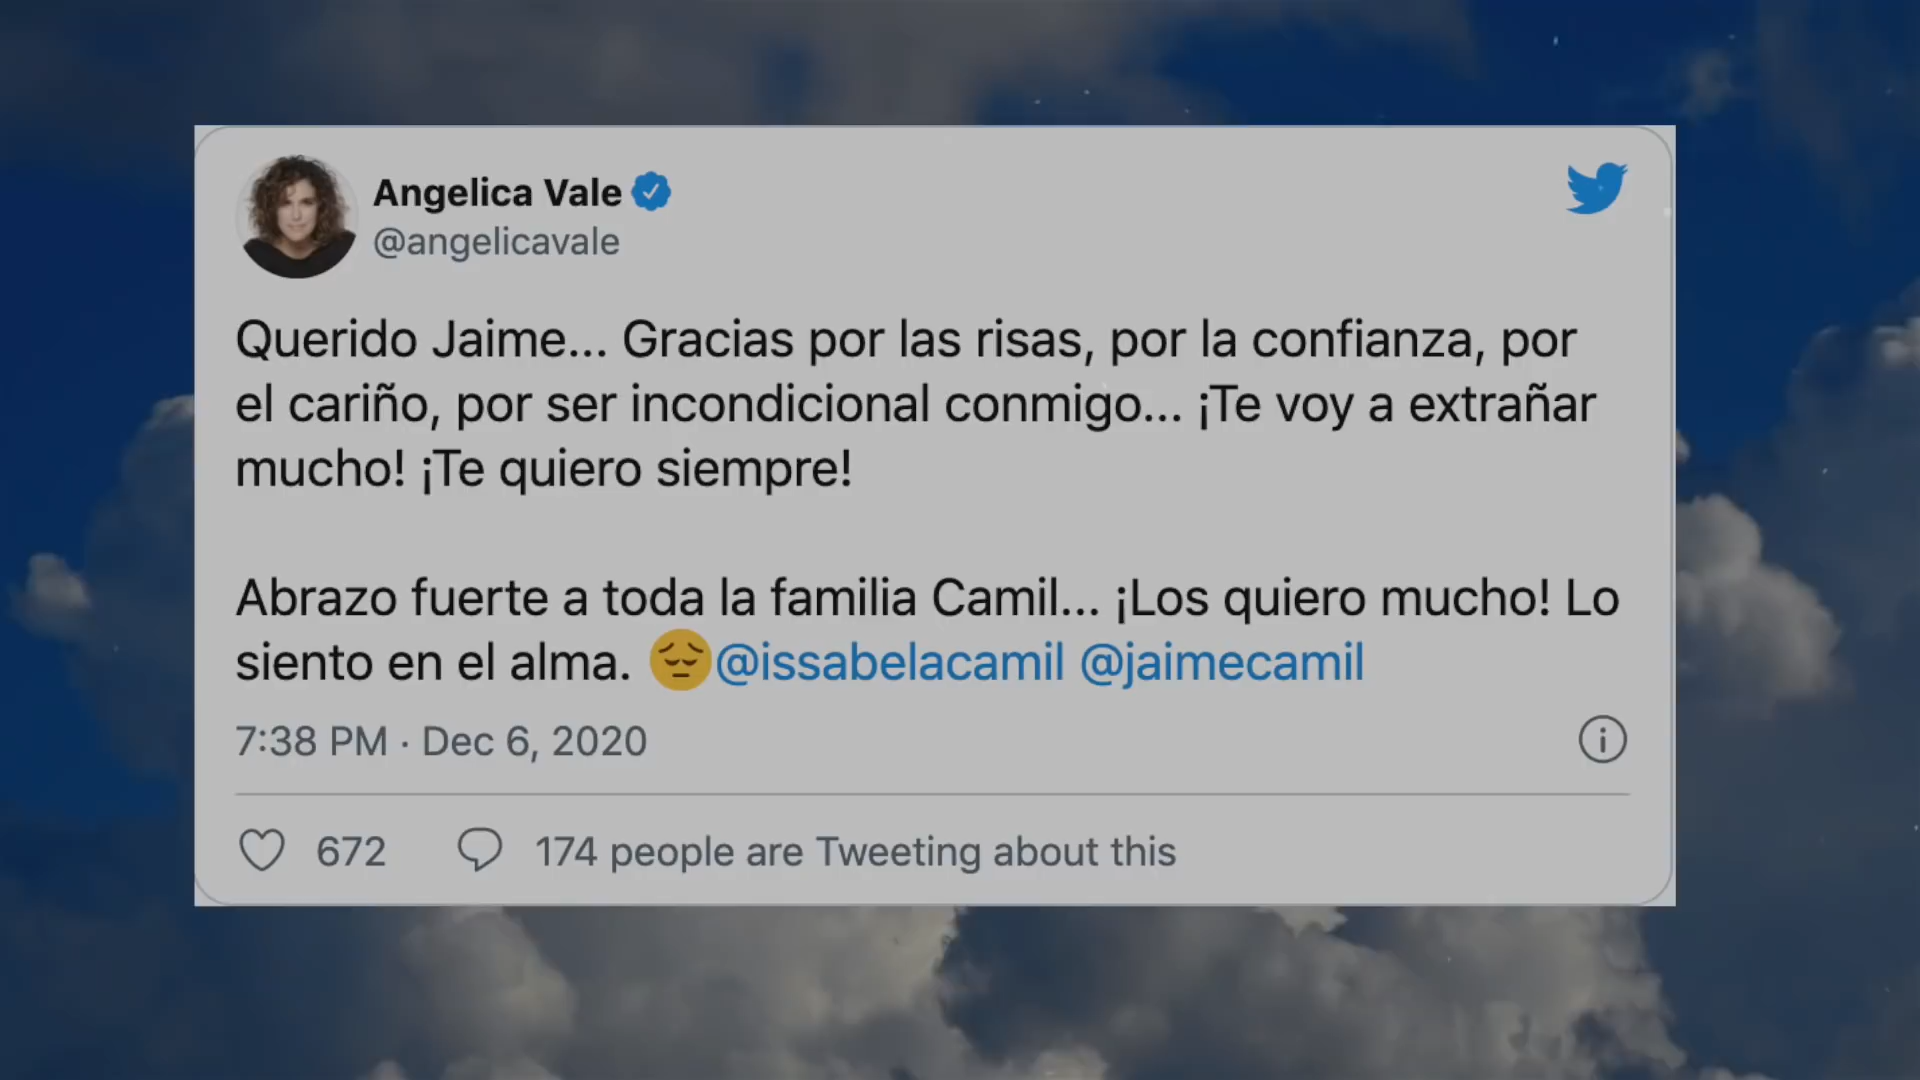 Angelica Vale
@angelicavale
Querido Jaime... Gracias por las risas, por la confianza, por
el cariño, por ser incondicional conmigo... ¡Te voy a extrañar
mucho! ¡Te quiero siempre!
Abrazo fuerte a toda la familia Camil... ¡Los quiero mucho! Lo
siento en el alma. 😔@issabelacamil @jaimecamil
7:38 PM · Dec 6, 2020
672 174 people are Tweeting about this